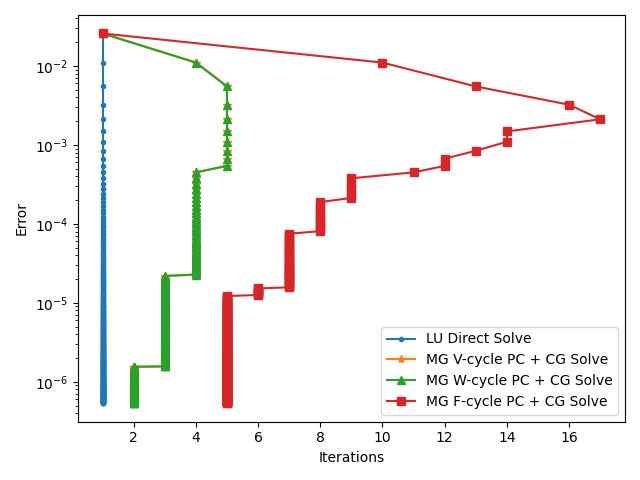 10⁻²
10⁻³
10⁻⁴
10⁻⁵
10⁻⁶
Error
2 4 6 8 10 12 14 16
Iterations
LU Direct Solve
MG V-cycle PC + CG Solve
MG W-cycle PC + CG Solve
MG F-cycle PC + CG Solve